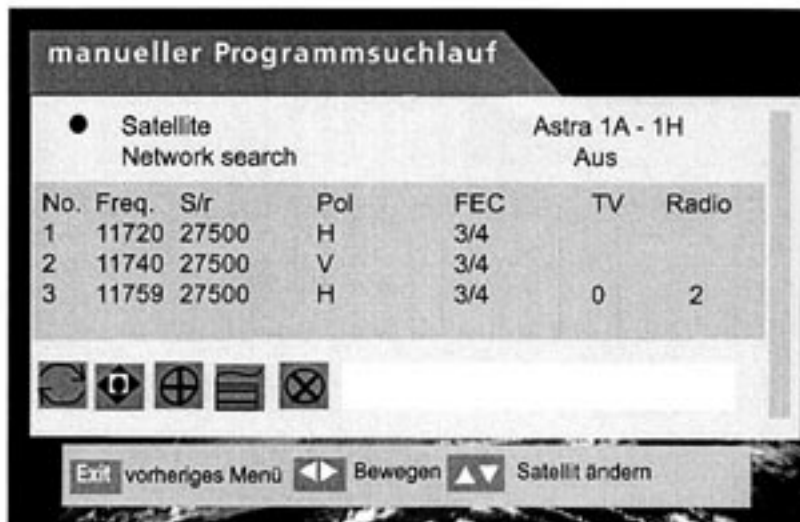 manueller Programmsuchlauf
Satellite Astra 1A - 1H
Network search Aus
No. Freq. S/r Pol FEC TV Radio
1 11720 27500 H 3/4
2 11740 27500 V 3/4
3 11759 27500 H 3/4 0 2
Exit vorheriges Menü Bewegen Satellit ändern